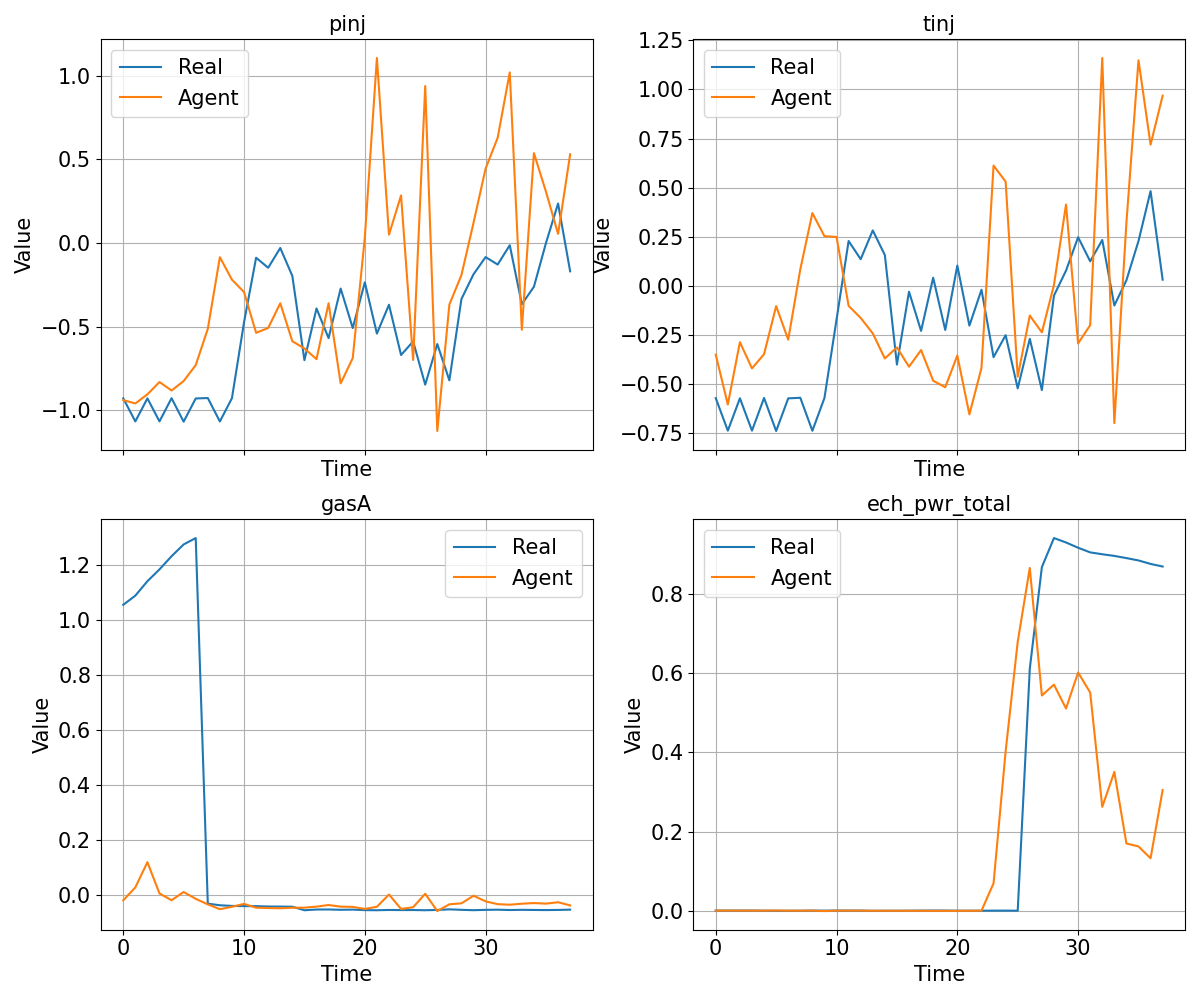 pinj
Real
Agent
1.0
0.5
0.0
−0.5
−1.0
Value
Time
tinj
Real
Agent
1.25
1.00
0.75
0.50
0.25
0.00
−0.25
−0.50
−0.75
Value
Time
gasA
Real
Agent
1.2
1.0
0.8
0.6
0.4
0.2
0.0
Value
0 10 20 30
Time
ech_pwr_total
Real
Agent
0.8
0.6
0.4
0.2
0.0
Value
0 10 20 30
Time